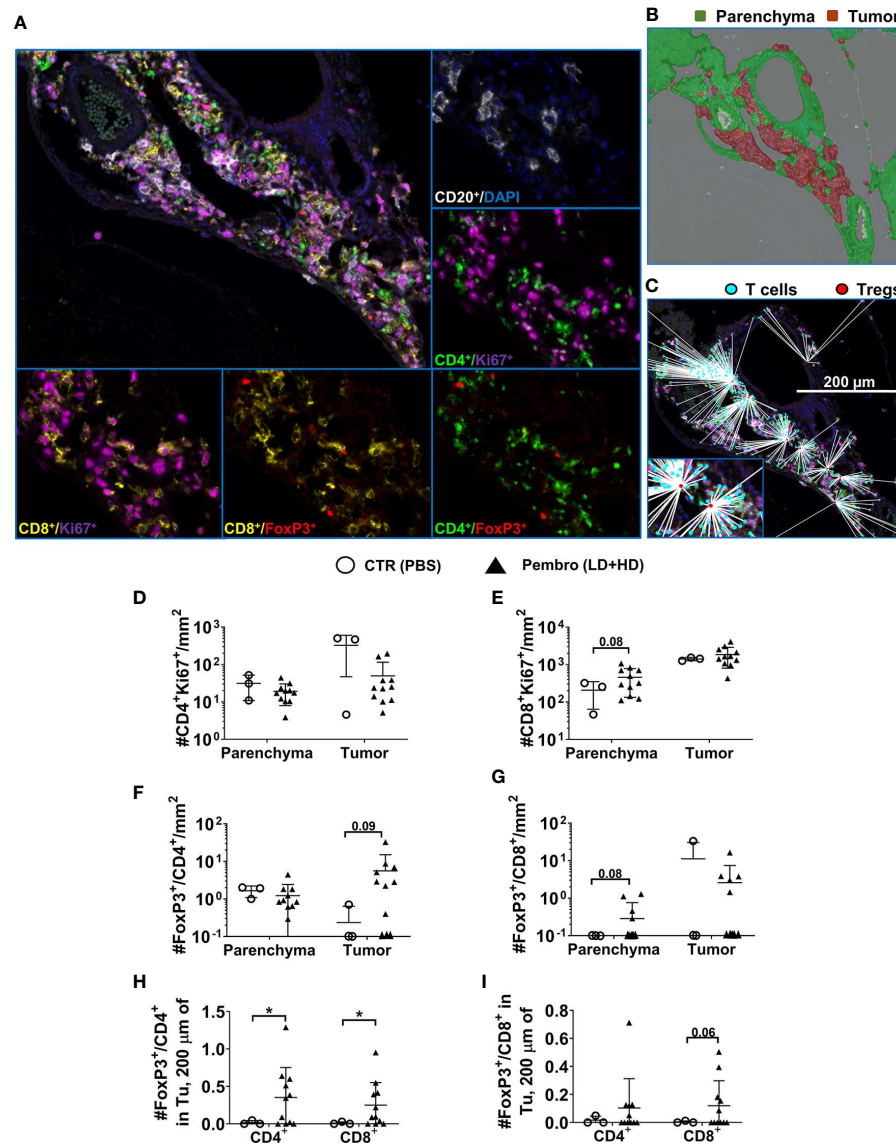 A
B
Parenchyma Tumor
CD20+/DAPI
CD4+/Ki67+
CD8+/Ki67+
CD8+/FoxP3+
CD4+/FoxP3+
C
T cells Tregs
200 µm
CTR (PBS) Pembro (LD+HD)
D
#CD4+Ki67+/mm2
10^3
10^2
10^1
10^0
Parenchyma Tumor
E
#CD8+Ki67+/mm2
10^4
10^3
10^2
10^1
0.08
Parenchyma Tumor
F
#FoxP3+/CD4+/mm2
10^2
10^1
10^0
10^-1
0.09
Parenchyma Tumor
G
#FoxP3+/CD8+/mm2
10^2
10^1
10^0
10^-1
0.08
Parenchyma Tumor
H
#FoxP3+/CD4+
in Tu, 200 µm of
1.5
1.0
0.5
0.0
* *
CD4+ CD8+
I
#FoxP3+/CD8+ in
Tu, 200 µm of
0.8
0.6
0.4
0.2
0.0
0.06
CD4+ CD8+